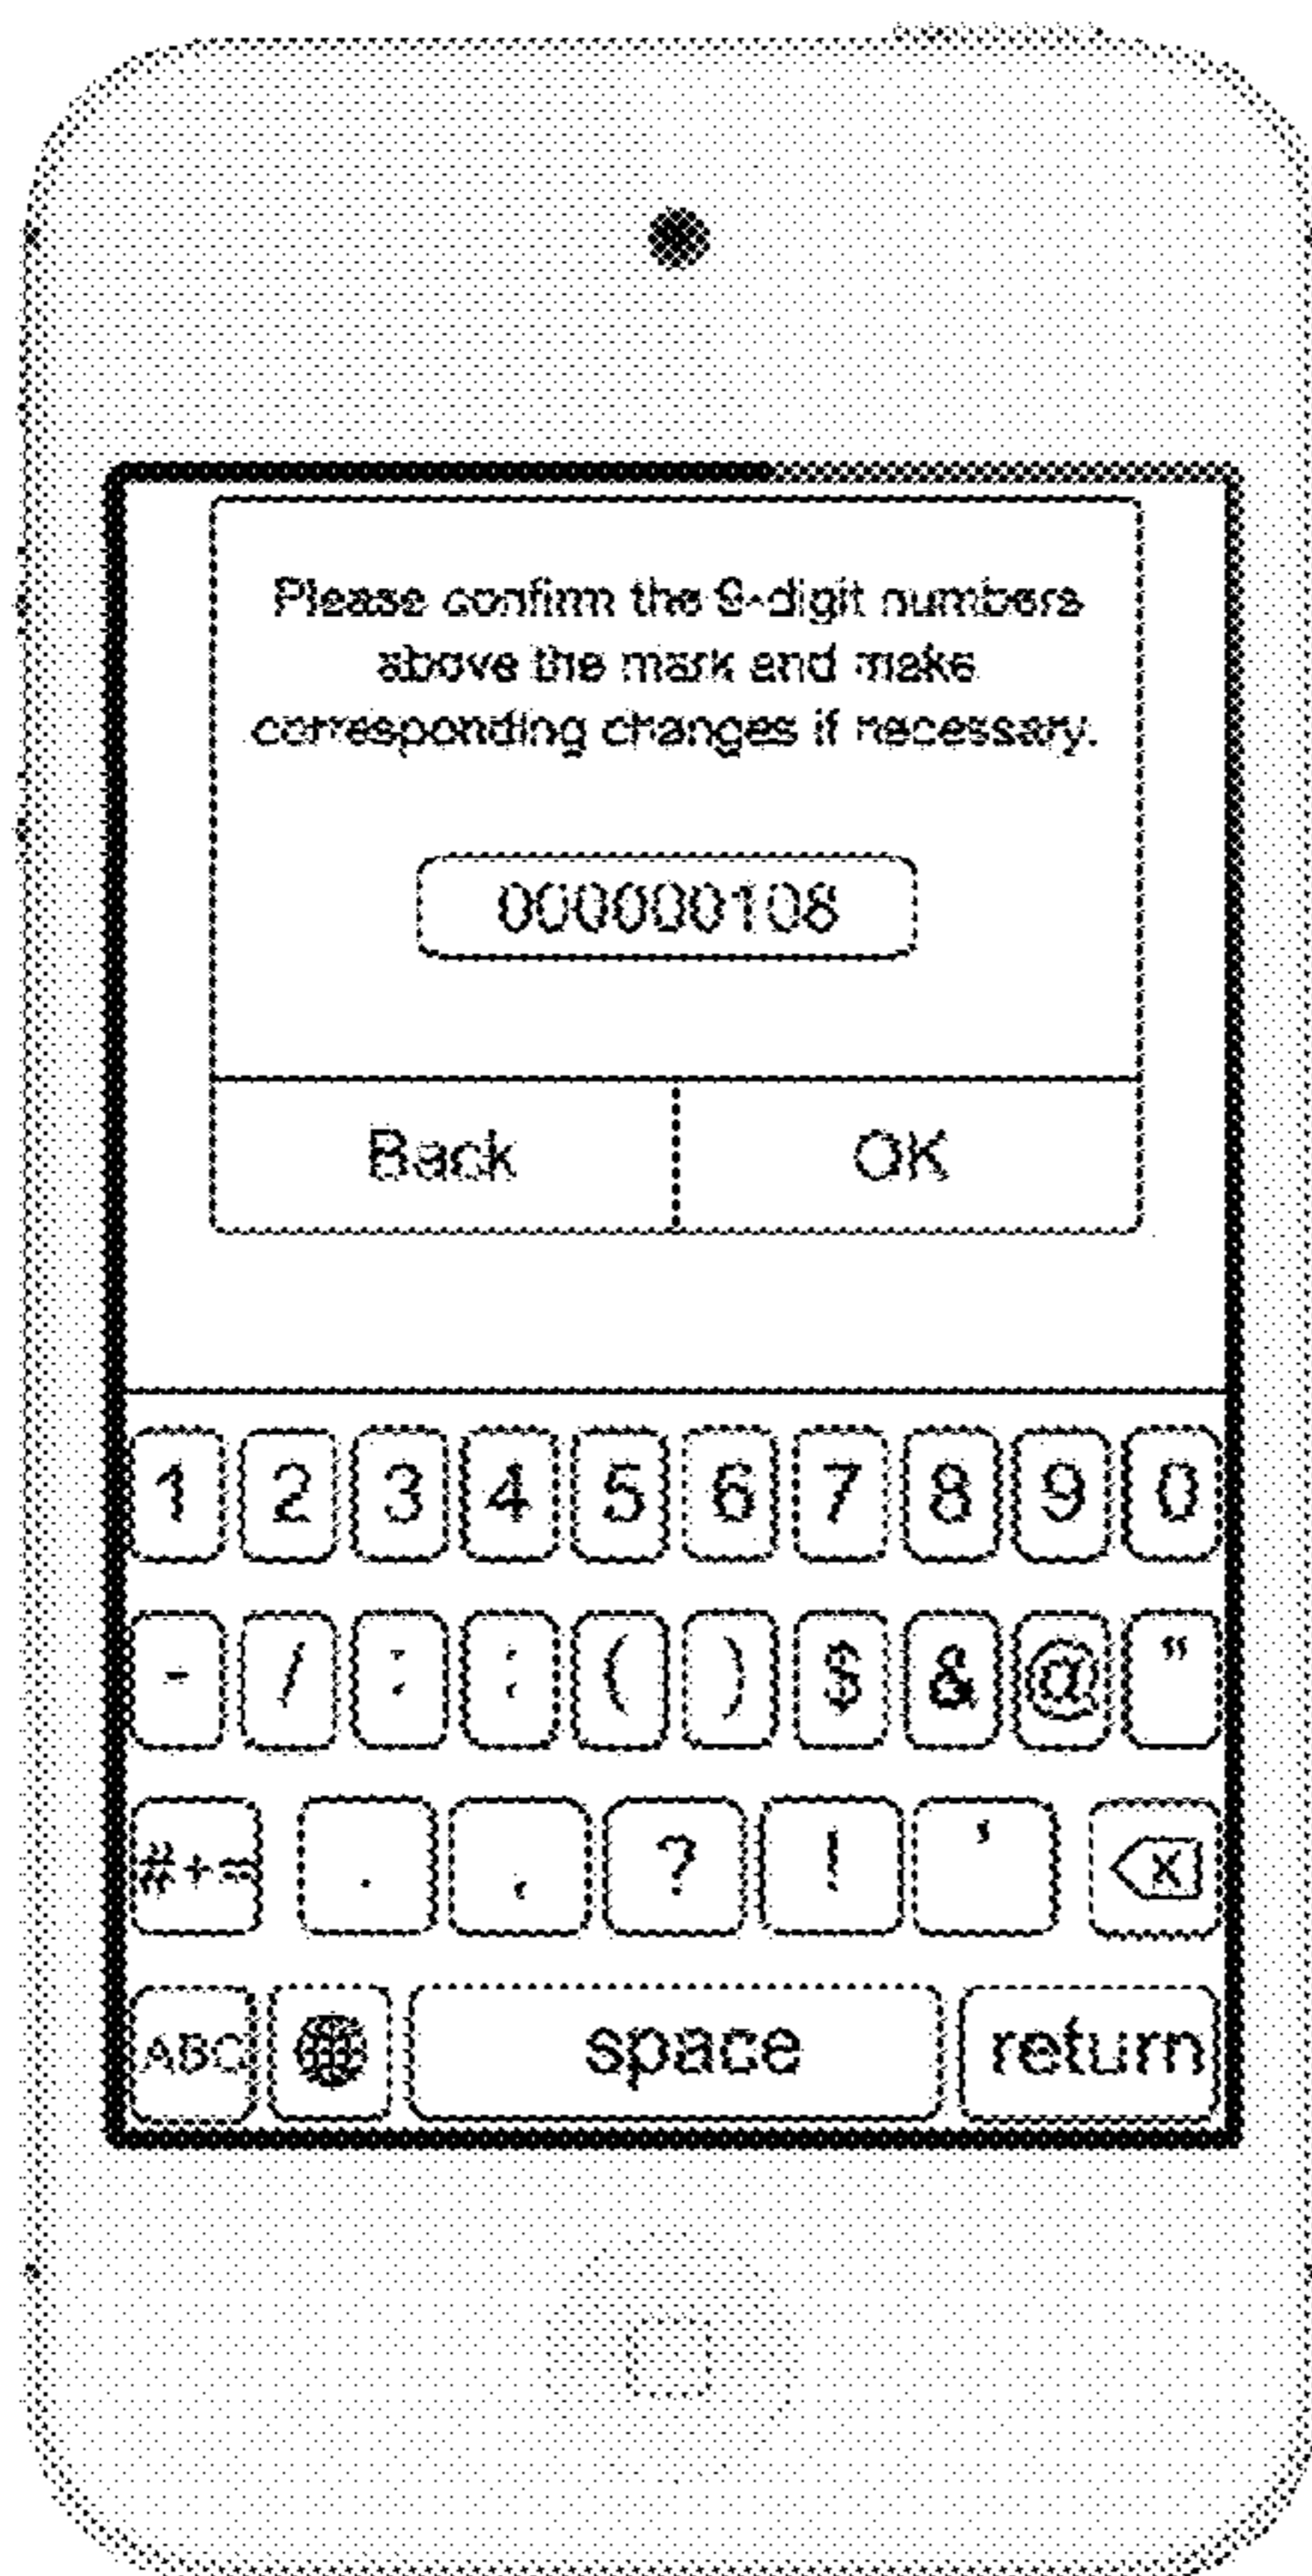 Please confirm the 9-digit numbers
above the mark and make
corresponding changes if necessary.
000000108
Back OK
1 2 3 4 5 6 7 8 9 0
- / : ; ( ) $ & @ "
#+= . , ? ! '
ABC space return